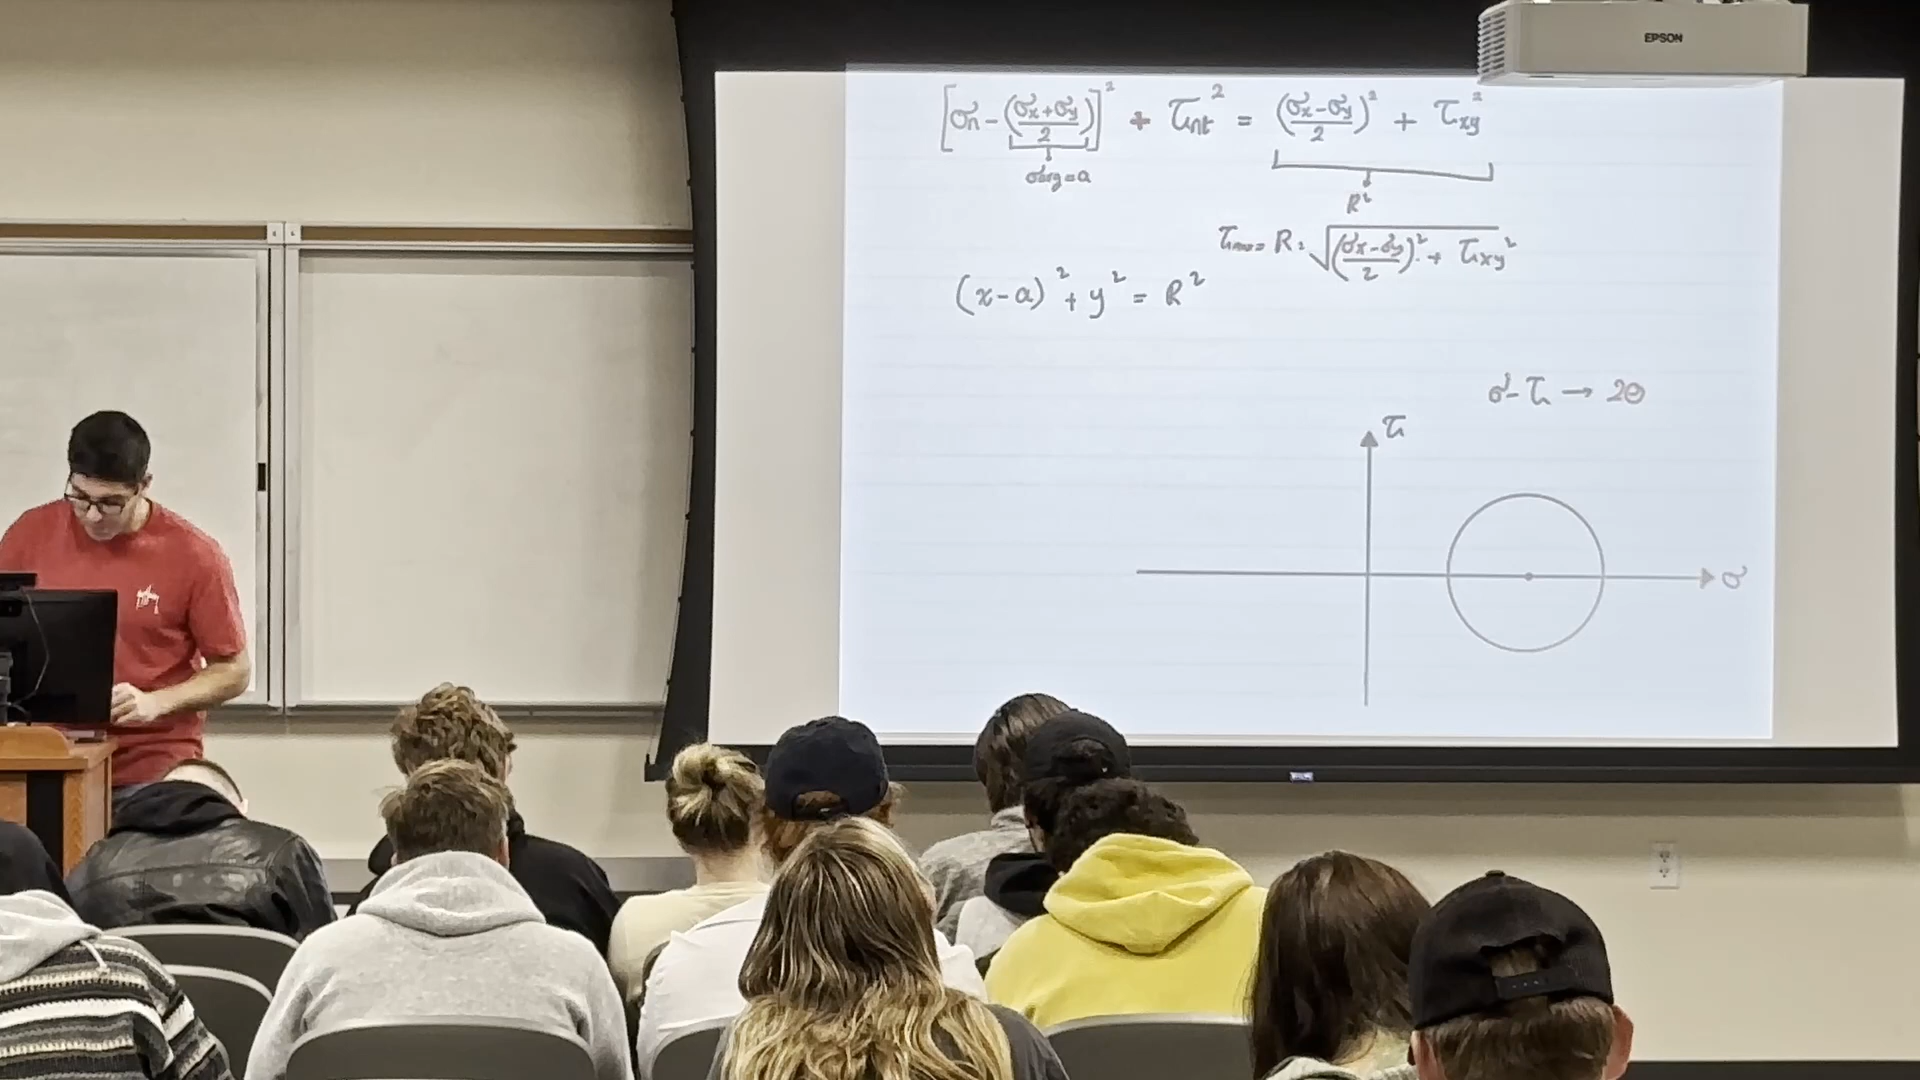 EPSON
[σn - (σx+σy)/2]² + τnt² = ((σx-σy)/2)² + τxy²
σavg = a
R²
τmax = R = √((σx-σy)/2)² + τxy²
(x-a)² + y² = R²
σ-τ → 2θ
τ
σ